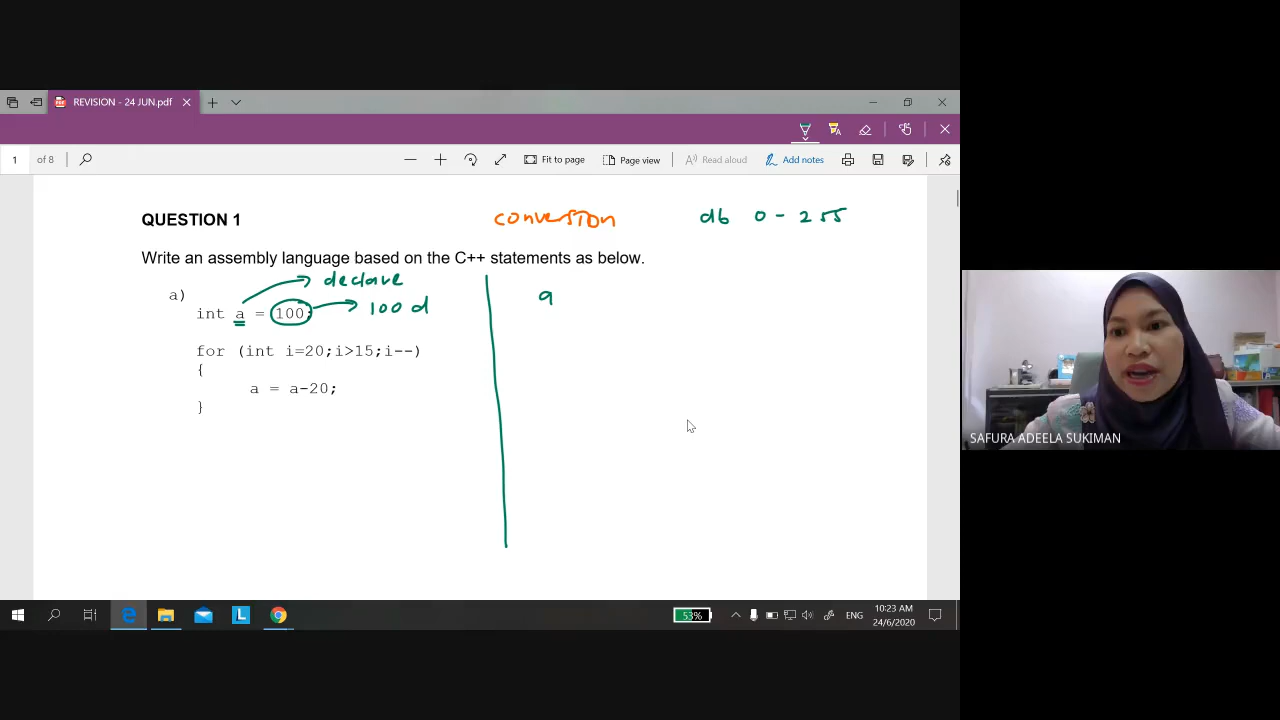 REVISION - 24 JUN.pdf
1 of 8
Fit to page
Page view
Read aloud
Add notes
QUESTION 1
conversion
db 0 - 255
Write an assembly language based on the C++ statements as below.
declare
a)
int a = 100;
100 d
a
for (int i=20;i>15;i--)
{
a = a-20;
}
SAFURA ADEELA SUKIMAN
L
53%
ENG
10:23 AM
24/6/2020